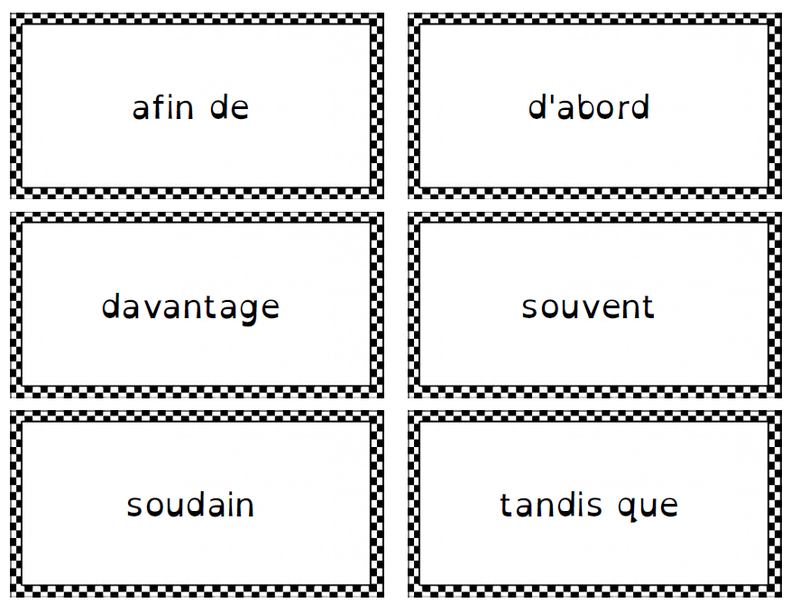 afin de
d'abord
davantage
souvent
soudain
tandis que